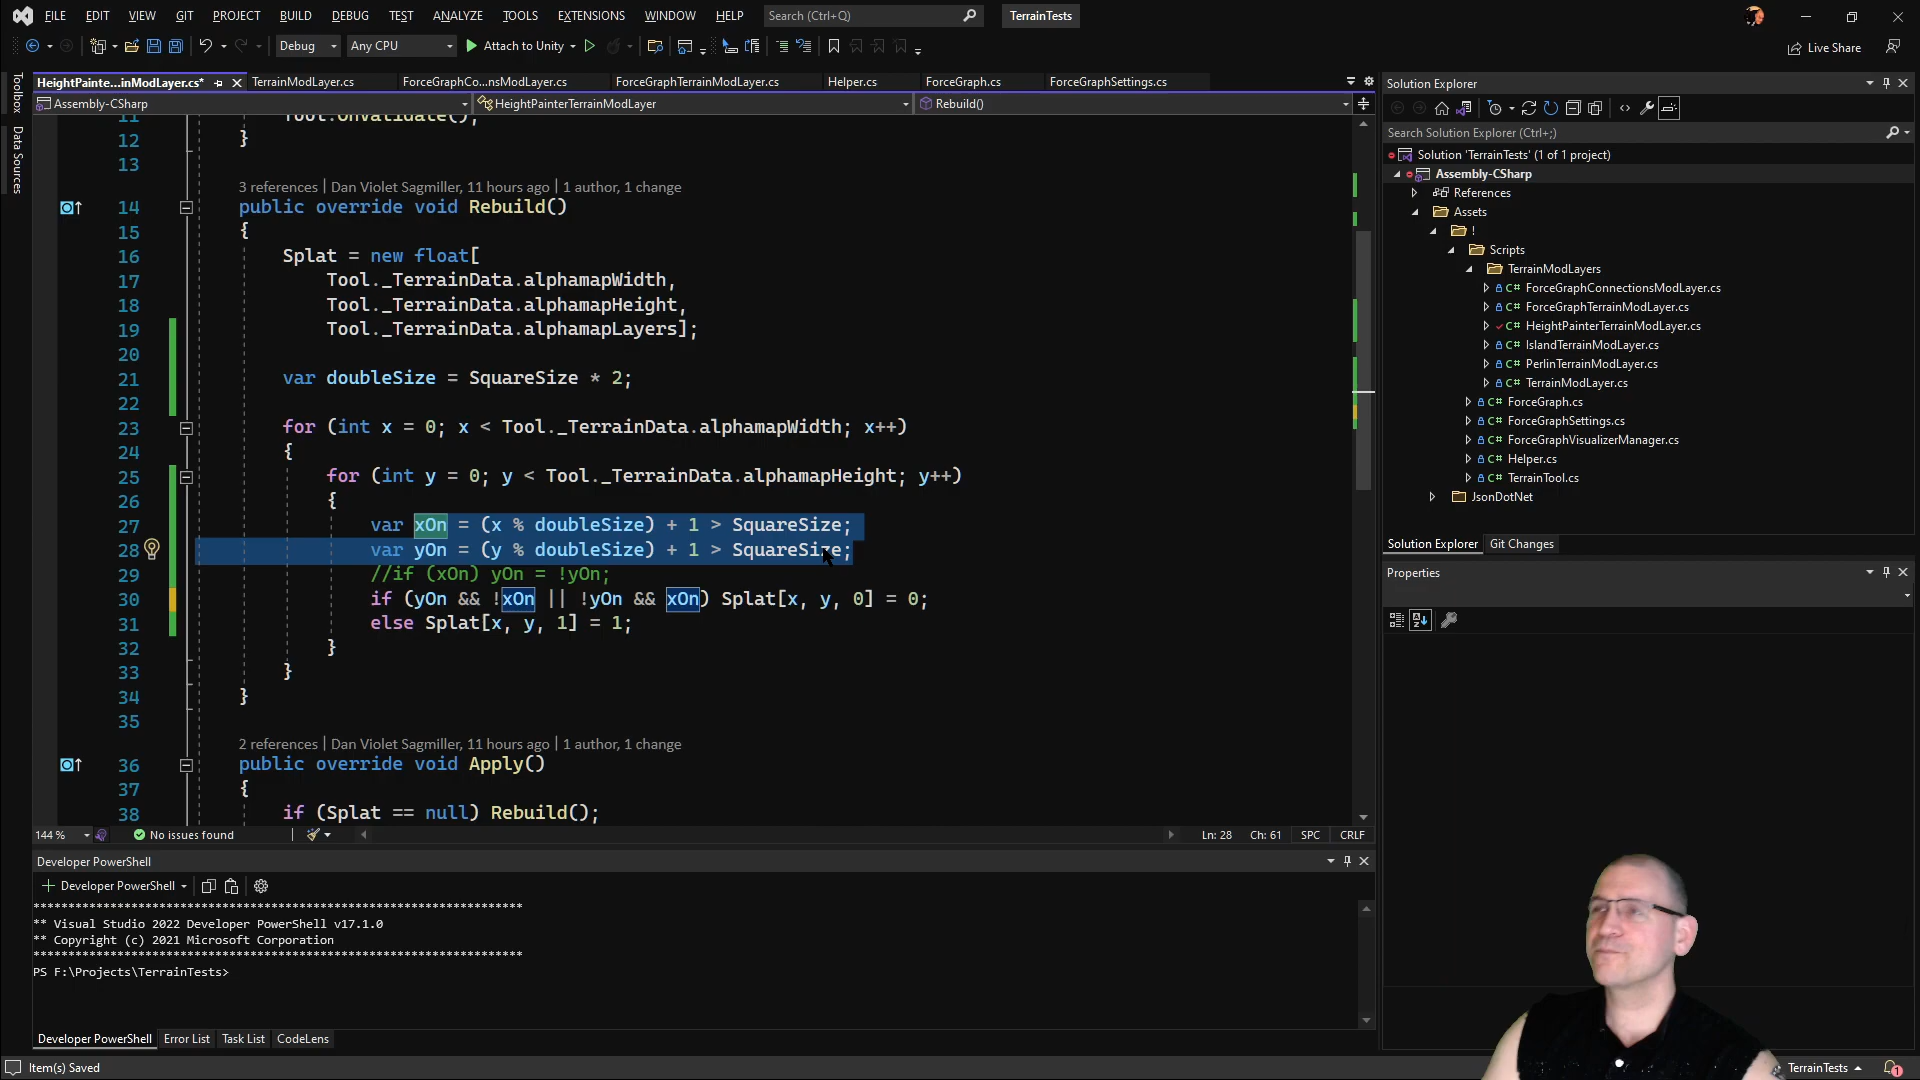 FILE EDIT VIEW GIT PROJECT BUILD DEBUG TEST ANALYZE TOOLS EXTENSIONS WINDOW HELP Search (Ctrl+Q) TerrainTests
Debug Any CPU Attach to Unity Live Share
HeightPainte...inModLayer.cs* TerrainModLayer.cs ForceGraphCo...nsModLayer.cs ForceGraphTerrainModLayer.cs Helper.cs ForceGraph.cs ForceGraphSettings.cs
Assembly-CSharp HeightPainterTerrainModLayer Rebuild()
Toolbox
Data Sources
11 Tool.OnValidate();
12 }
13
3 references | Dan Violet Sagmiller, 11 hours ago | 1 author, 1 change
14 public override void Rebuild()
15 {
16 Splat = new float[
17 Tool._TerrainData.alphamapWidth,
18 Tool._TerrainData.alphamapHeight,
19 Tool._TerrainData.alphamapLayers];
20
21 var doubleSize = SquareSize * 2;
22
23 for (int x = 0; x < Tool._TerrainData.alphamapWidth; x++)
24 {
25 for (int y = 0; y < Tool._TerrainData.alphamapHeight; y++)
26 {
27 var xOn = (x % doubleSize) + 1 > SquareSize;
28 var yOn = (y % doubleSize) + 1 > SquareSize;
29 //if (xOn) yOn = !yOn;
30 if (yOn && !xOn || !yOn && xOn) Splat[x, y, 0] = 0;
31 else Splat[x, y, 1] = 1;
32 }
33 }
34 }
35
2 references | Dan Violet Sagmiller, 11 hours ago | 1 author, 1 change
36 public override void Apply()
37 {
38 if (Splat == null) Rebuild();
144 % No issues found Ln: 28 Ch: 61 SPC CRLF
Developer PowerShell
Developer PowerShell
**********************************************************************
** Visual Studio 2022 Developer PowerShell v17.1.0
** Copyright (c) 2021 Microsoft Corporation
**********************************************************************
PS F:\Projects\TerrainTests>
Developer PowerShell Error List Task List CodeLens
Item(s) Saved
Solution Explorer
Search Solution Explorer (Ctrl+;)
Solution 'TerrainTests' (1 of 1 project)
Assembly-CSharp
References
Assets
!
Scripts
TerrainModLayers
C# ForceGraphConnectionsModLayer.cs
C# ForceGraphTerrainModLayer.cs
C# HeightPainterTerrainModLayer.cs
C# IslandTerrainModLayer.cs
C# PerlinTerrainModLayer.cs
C# TerrainModLayer.cs
C# ForceGraph.cs
C# ForceGraphSettings.cs
C# ForceGraphVisualizerManager.cs
C# Helper.cs
C# TerrainTool.cs
JsonDotNet
Solution Explorer Git Changes
Properties
TerrainTests 1